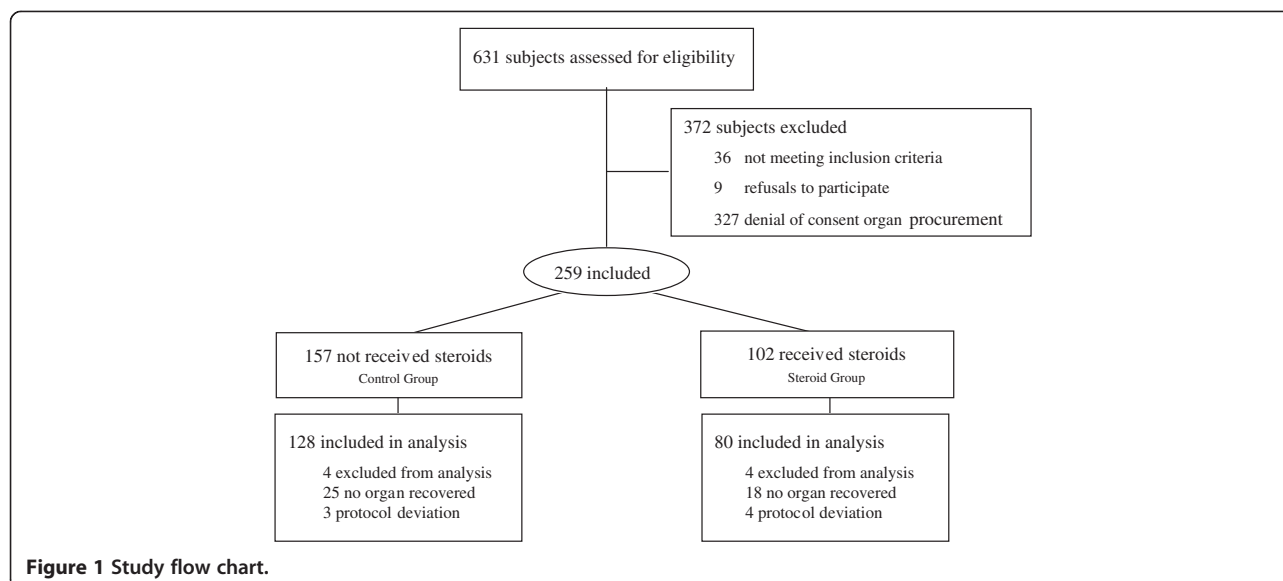 631 subjects assessed for eligibility
372 subjects excluded
36 not meeting inclusion criteria
9 refusals to participate
327 denial of consent organ procurement
259 included
157 not received steroids
Control Group
102 received steroids
Steroid Group
128 included in analysis
4 excluded from analysis
25 no organ recovered
3 protocol deviation
80 included in analysis
4 excluded from analysis
18 no organ recovered
4 protocol deviation
Figure 1 Study flow chart.